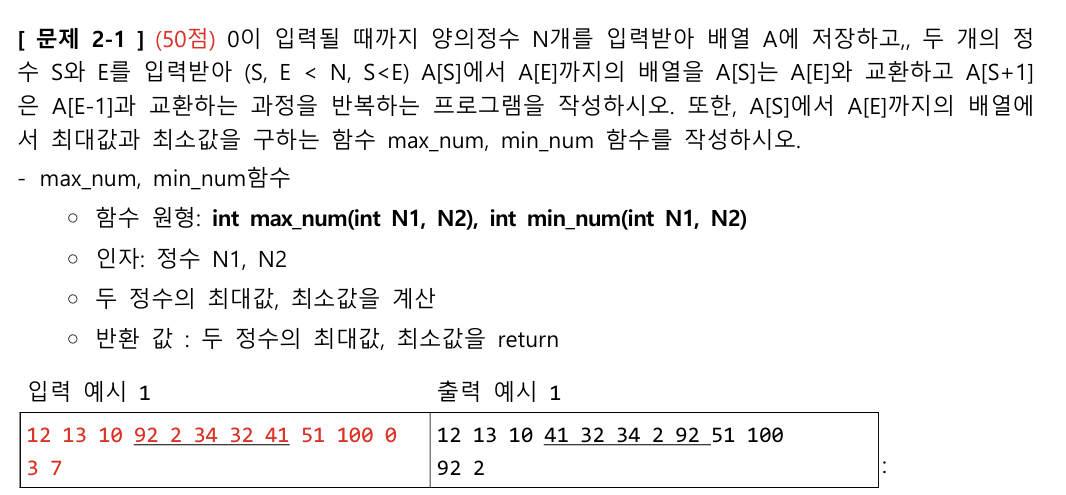 [ 문제 2-1 ] (50점) 0이 입력될 때까지 양의정수 N개를 입력받아 배열 A에 저장하고,, 두 개의 정
수 S와 E를 입력받아 (S, E < N, S<E) A[S]에서 A[E]까지의 배열을 A[S]는 A[E]와 교환하고 A[S+1]
은 A[E-1]과 교환하는 과정을 반복하는 프로그램을 작성하시오. 또한, A[S]에서 A[E]까지의 배열에
서 최대값과 최소값을 구하는 함수 max_num, min_num 함수를 작성하시오.
- max_num, min_num함수
○ 함수 원형: int max_num(int N1, N2), int min_num(int N1, N2)
○ 인자: 정수 N1, N2
○ 두 정수의 최대값, 최소값을 계산
○ 반환 값 : 두 정수의 최대값, 최소값을 return
입력 예시 1 출력 예시 1
12 13 10 92 2 34 32 41 51 100 0 12 13 10 41 32 34 2 92 51 100
3 7 92 2 :